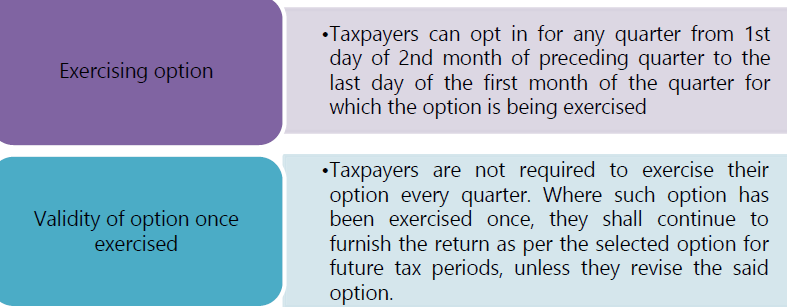 Exercising option
•Taxpayers can opt in for any quarter from 1st
day of 2nd month of preceding quarter to the
last day of the first month of the quarter for
which the option is being exercised
Validity of option once
exercised
•Taxpayers are not required to exercise their
option every quarter. Where such option has
been exercised once, they shall continue to
furnish the return as per the selected option for
future tax periods, unless they revise the said
option.